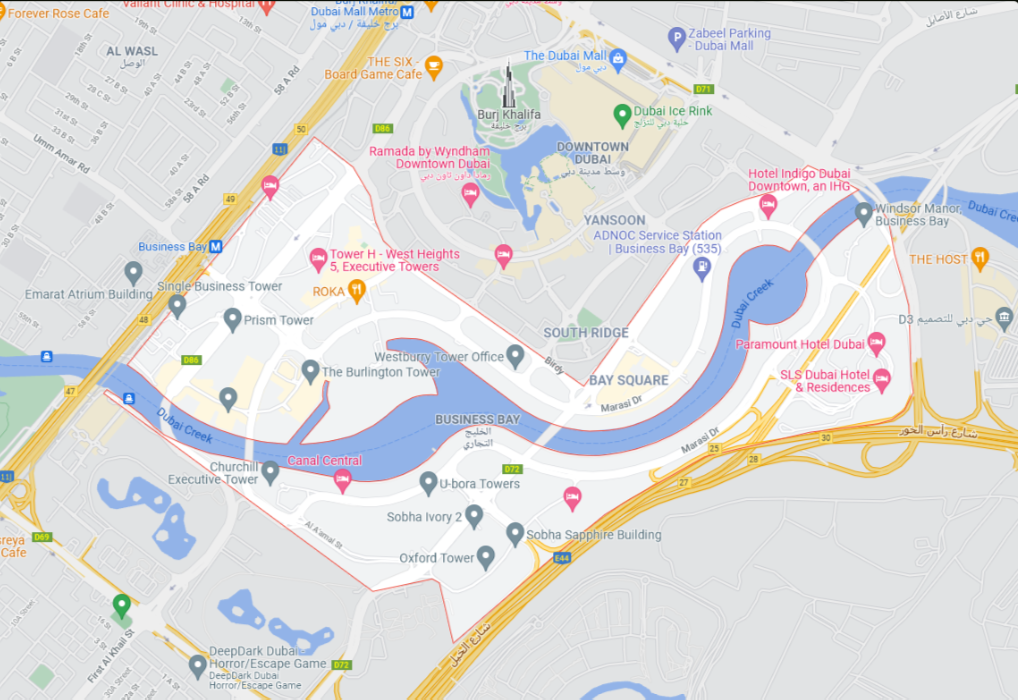 Forever Rose Cafe
Valiant Clinic & Hospital
Burj Khalifa/
Dubai Mall Metro
برج خليفة / دبي مول
شارع الأصايل
AL WASL
الوصل
58 A Rd
THE SIX -
Board Game Cafe
The Dubai Mall
دبي مول
Zabeel Parking
- Dubai Mall
D71
Burj Khalifa
برج خليفة
Dubai Ice Rink
حلبة دبي للتزلج
DOWNTOWN
DUBAI
وسط مدينة دبي
Umm Amar Rd
50
D86
11
Ramada by Wyndham
Downtown Dubai
Hotel Indigo Dubai
Downtown, an IHG
58 A Rd
49
Windsor Manor,
Business Bay
Dubai Cree
YANSOON
ADNOC Service Station
| Business Bay (535)
Business Bay
Tower H - West Heights
5, Executive Towers
THE HOST
Emarat Atrium Building
Single Business Tower
ROKA
Dubai Creek
48
Prism Tower
D3 حي دبي للتصميم
SOUTH RIDGE
Paramount Hotel Dubai
D86
Westburry Tower Office
Birdy
The Burlington Tower
BAY SQUARE
SLS Dubai Hotel
& Residences
47
Marasi Dr
Dubai Creek
BUSINESS BAY
الخليج
التجاري
Marasi Dr
25
30
شارع رأس الخور
28
Canal Central
Churchill
Executive Tower
D72
27
11
U-bora Towers
Al A'amal St
Sobha Ivory 2
Sobha Sapphire Building
D69
reya
Cafe
Oxford Tower
E44
شارع الخيل
First Al Khail St
DeepDark Dubai
Horror/Escape Game
DeepDark Dubai
Horror/Escape Game
D72